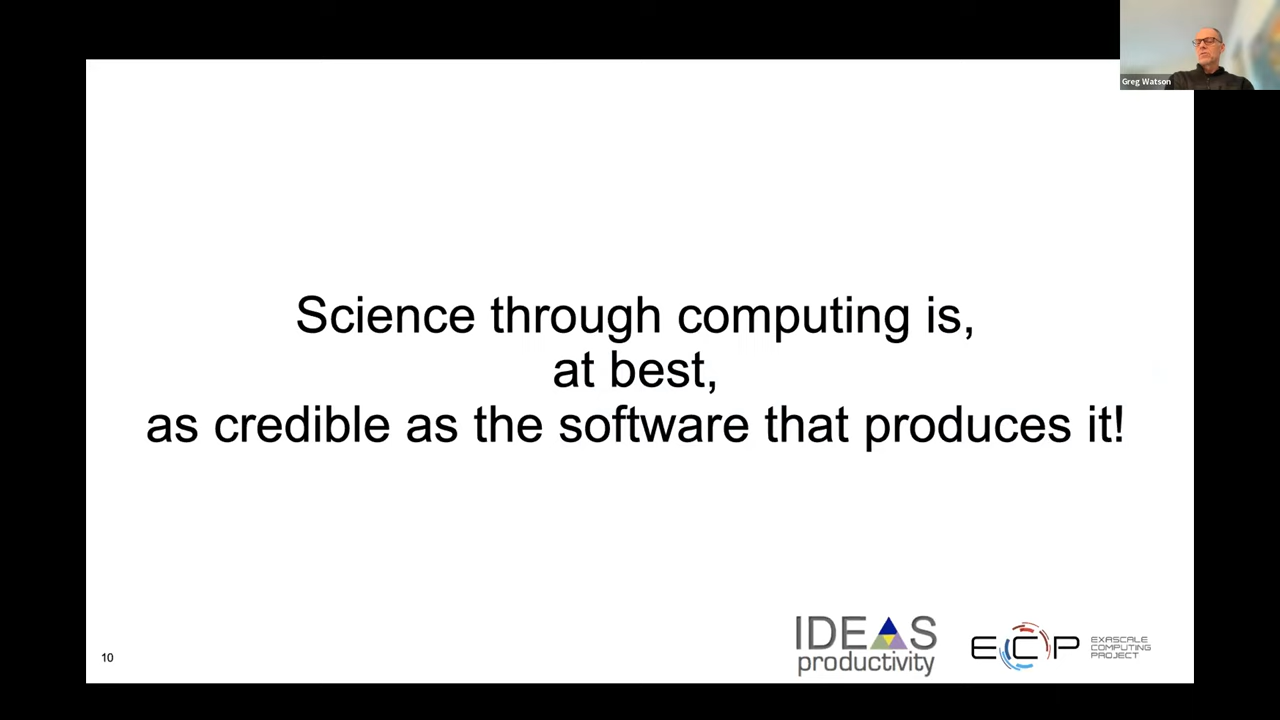 Greg Watson
Science through computing is,
at best,
as credible as the software that produces it!
10
IDEAS
productivity
ECP
EXASCALE
COMPUTING
PROJECT